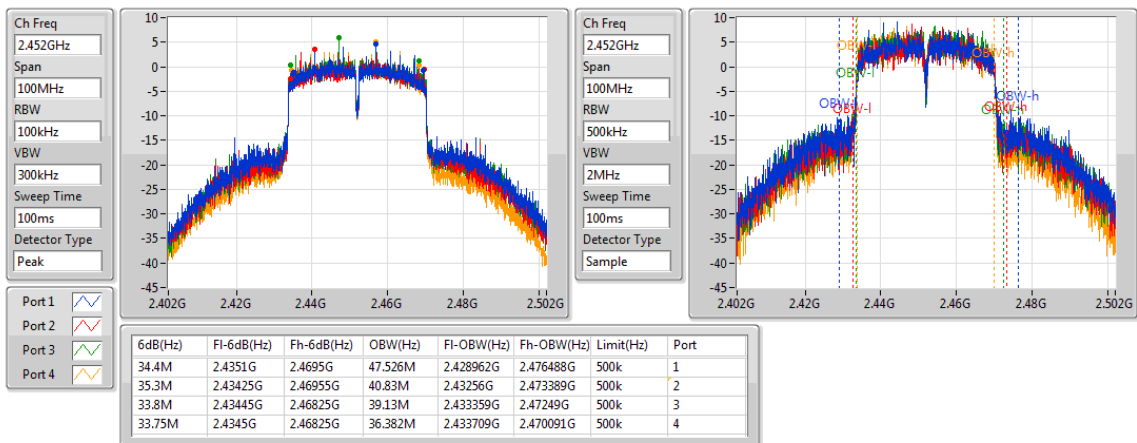 Ch Freq
2.452GHz
Span
100MHz
RBW
100kHz
VBW
300kHz
Sweep Time
100ms
Detector Type
Peak
10
5
0
-5
-10
-15
-20
-25
-30
-35
-40
-45
2.402G 2.42G 2.44G 2.46G 2.48G 2.502G
Ch Freq
2.452GHz
Span
100MHz
RBW
500kHz
VBW
2MHz
Sweep Time
100ms
Detector Type
Sample
10
5
0
-5
-10
-15
-20
-25
-30
-35
-40
-45
OBW-h
OBW-l
OBW-h
OBW-l
OBW-h
2.402G 2.44G 2.46G 2.48G 2.502G
Port 1
Port 2
Port 3
Port 4
6dB(Hz) Fl-6dB(Hz) Fh-6dB(Hz) OBW(Hz) Fl-OBW(Hz) Fh-OBW(Hz) Limit(Hz) Port
34.4M 2.4351G 2.4695G 47.526M 2.428962G 2.476488G 500k 1
35.3M 2.43425G 2.46955G 40.83M 2.43256G 2.473389G 500k 2
33.8M 2.43445G 2.46825G 39.13M 2.433359G 2.47249G 500k 3
33.75M 2.4345G 2.46825G 36.382M 2.433709G 2.470091G 500k 4